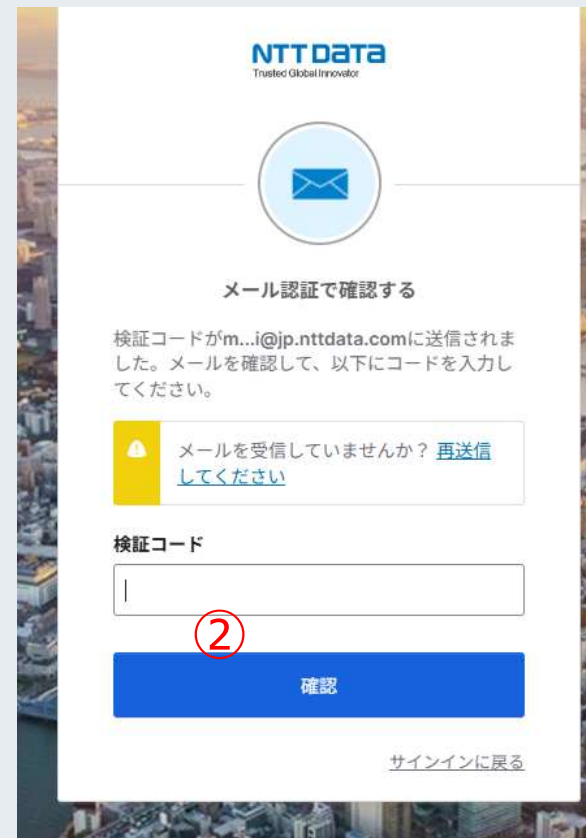 NTT DATA
Trusted Global Innovator
メール認証で確認する
検証コードがm...i@jp.nttdata.comに送信されま
した。メールを確認して、以下にコードを入力し
てください。
メールを受信していませんか？ 再送信
してください
検証コード
②
確認
サインインに戻る